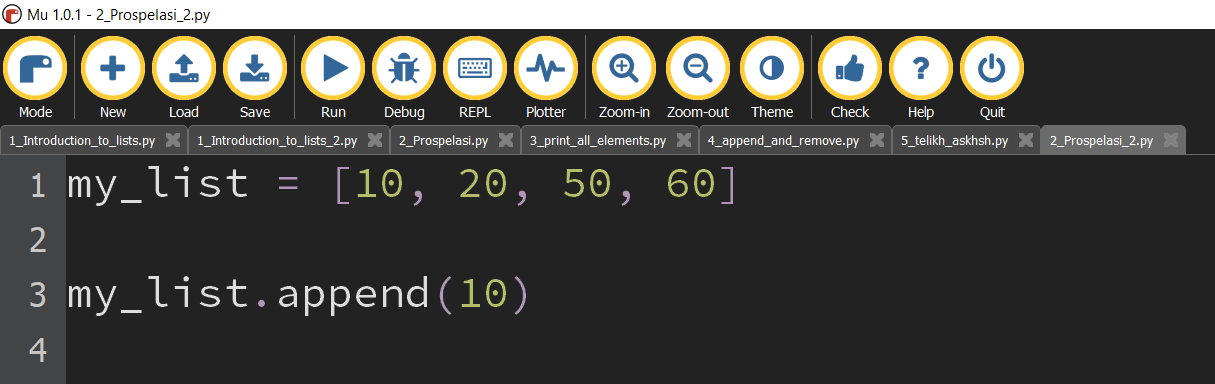 Mu 1.0.1 - 2_Prospelasi_2.py
Mode New Load Save Run Debug REPL Plotter Zoom-in Zoom-out Theme Check Help Quit
1_Introduction_to_lists.py 1_Introduction_to_lists_2.py 2_Prospelasi.py 3_print_all_elements.py 4_append_and_remove.py 5_telikh_askhsh.py 2_Prospelasi_2.py
1 my_list = [10, 20, 50, 60]
2
3 my_list.append(10)
4